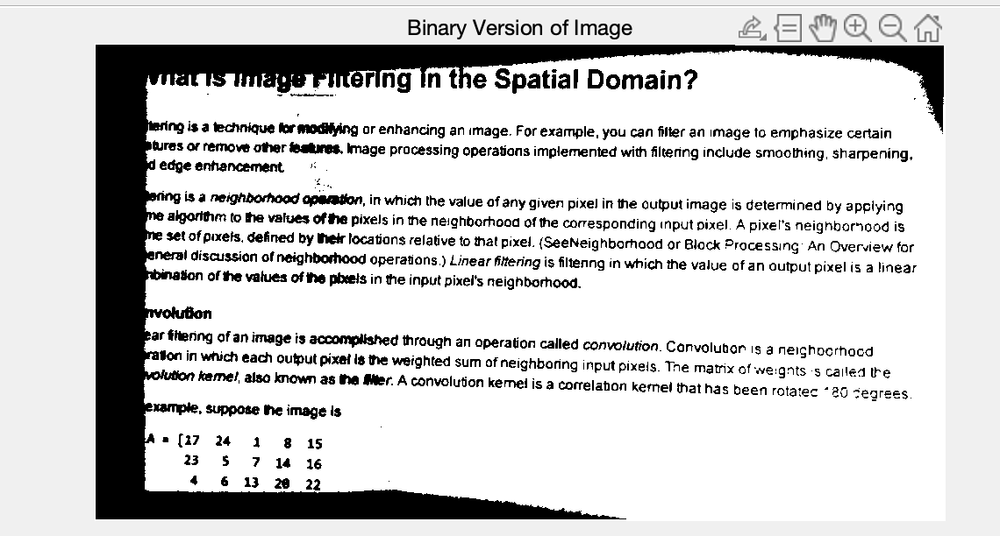 Binary Version of Image
What is Image Filtering in the Spatial Domain?
tering is a technique for modifying or enhancing an image. For example, you can filter an image to emphasize certain
atures or remove other features. Image processing operations implemented with filtering include smoothing, sharpening,
d edge enhancement.
ering is a neighborhood operation, in which the value of any given pixel in the output image is determined by applying
me algorithm to the values of the pixels in the neighborhood of the corresponding input pixel. A pixel's neighborhood is
me set of pixels, defined by their locations relative to that pixel. (SeeNeighborhood or Block Processing: An Overview for
eneral discussion of neighborhood operations.) Linear filtering is filtering in which the value of an output pixel is a linear
mbination of the values of the pixels in the input pixel's neighborhood.
nvolution
ear filtering of an image is accomplished through an operation called convolution. Convolution is a neighborhood
eration in which each output pixel is the weighted sum of neighboring input pixels. The matrix of weights is called the
volution kernel, also known as the filter. A convolution kernel is a correlation kernel that has been rotated 180 degrees.
example, suppose the image is
A = [17 24 1 8 15
23 5 7 14 16
4 6 13 20 22